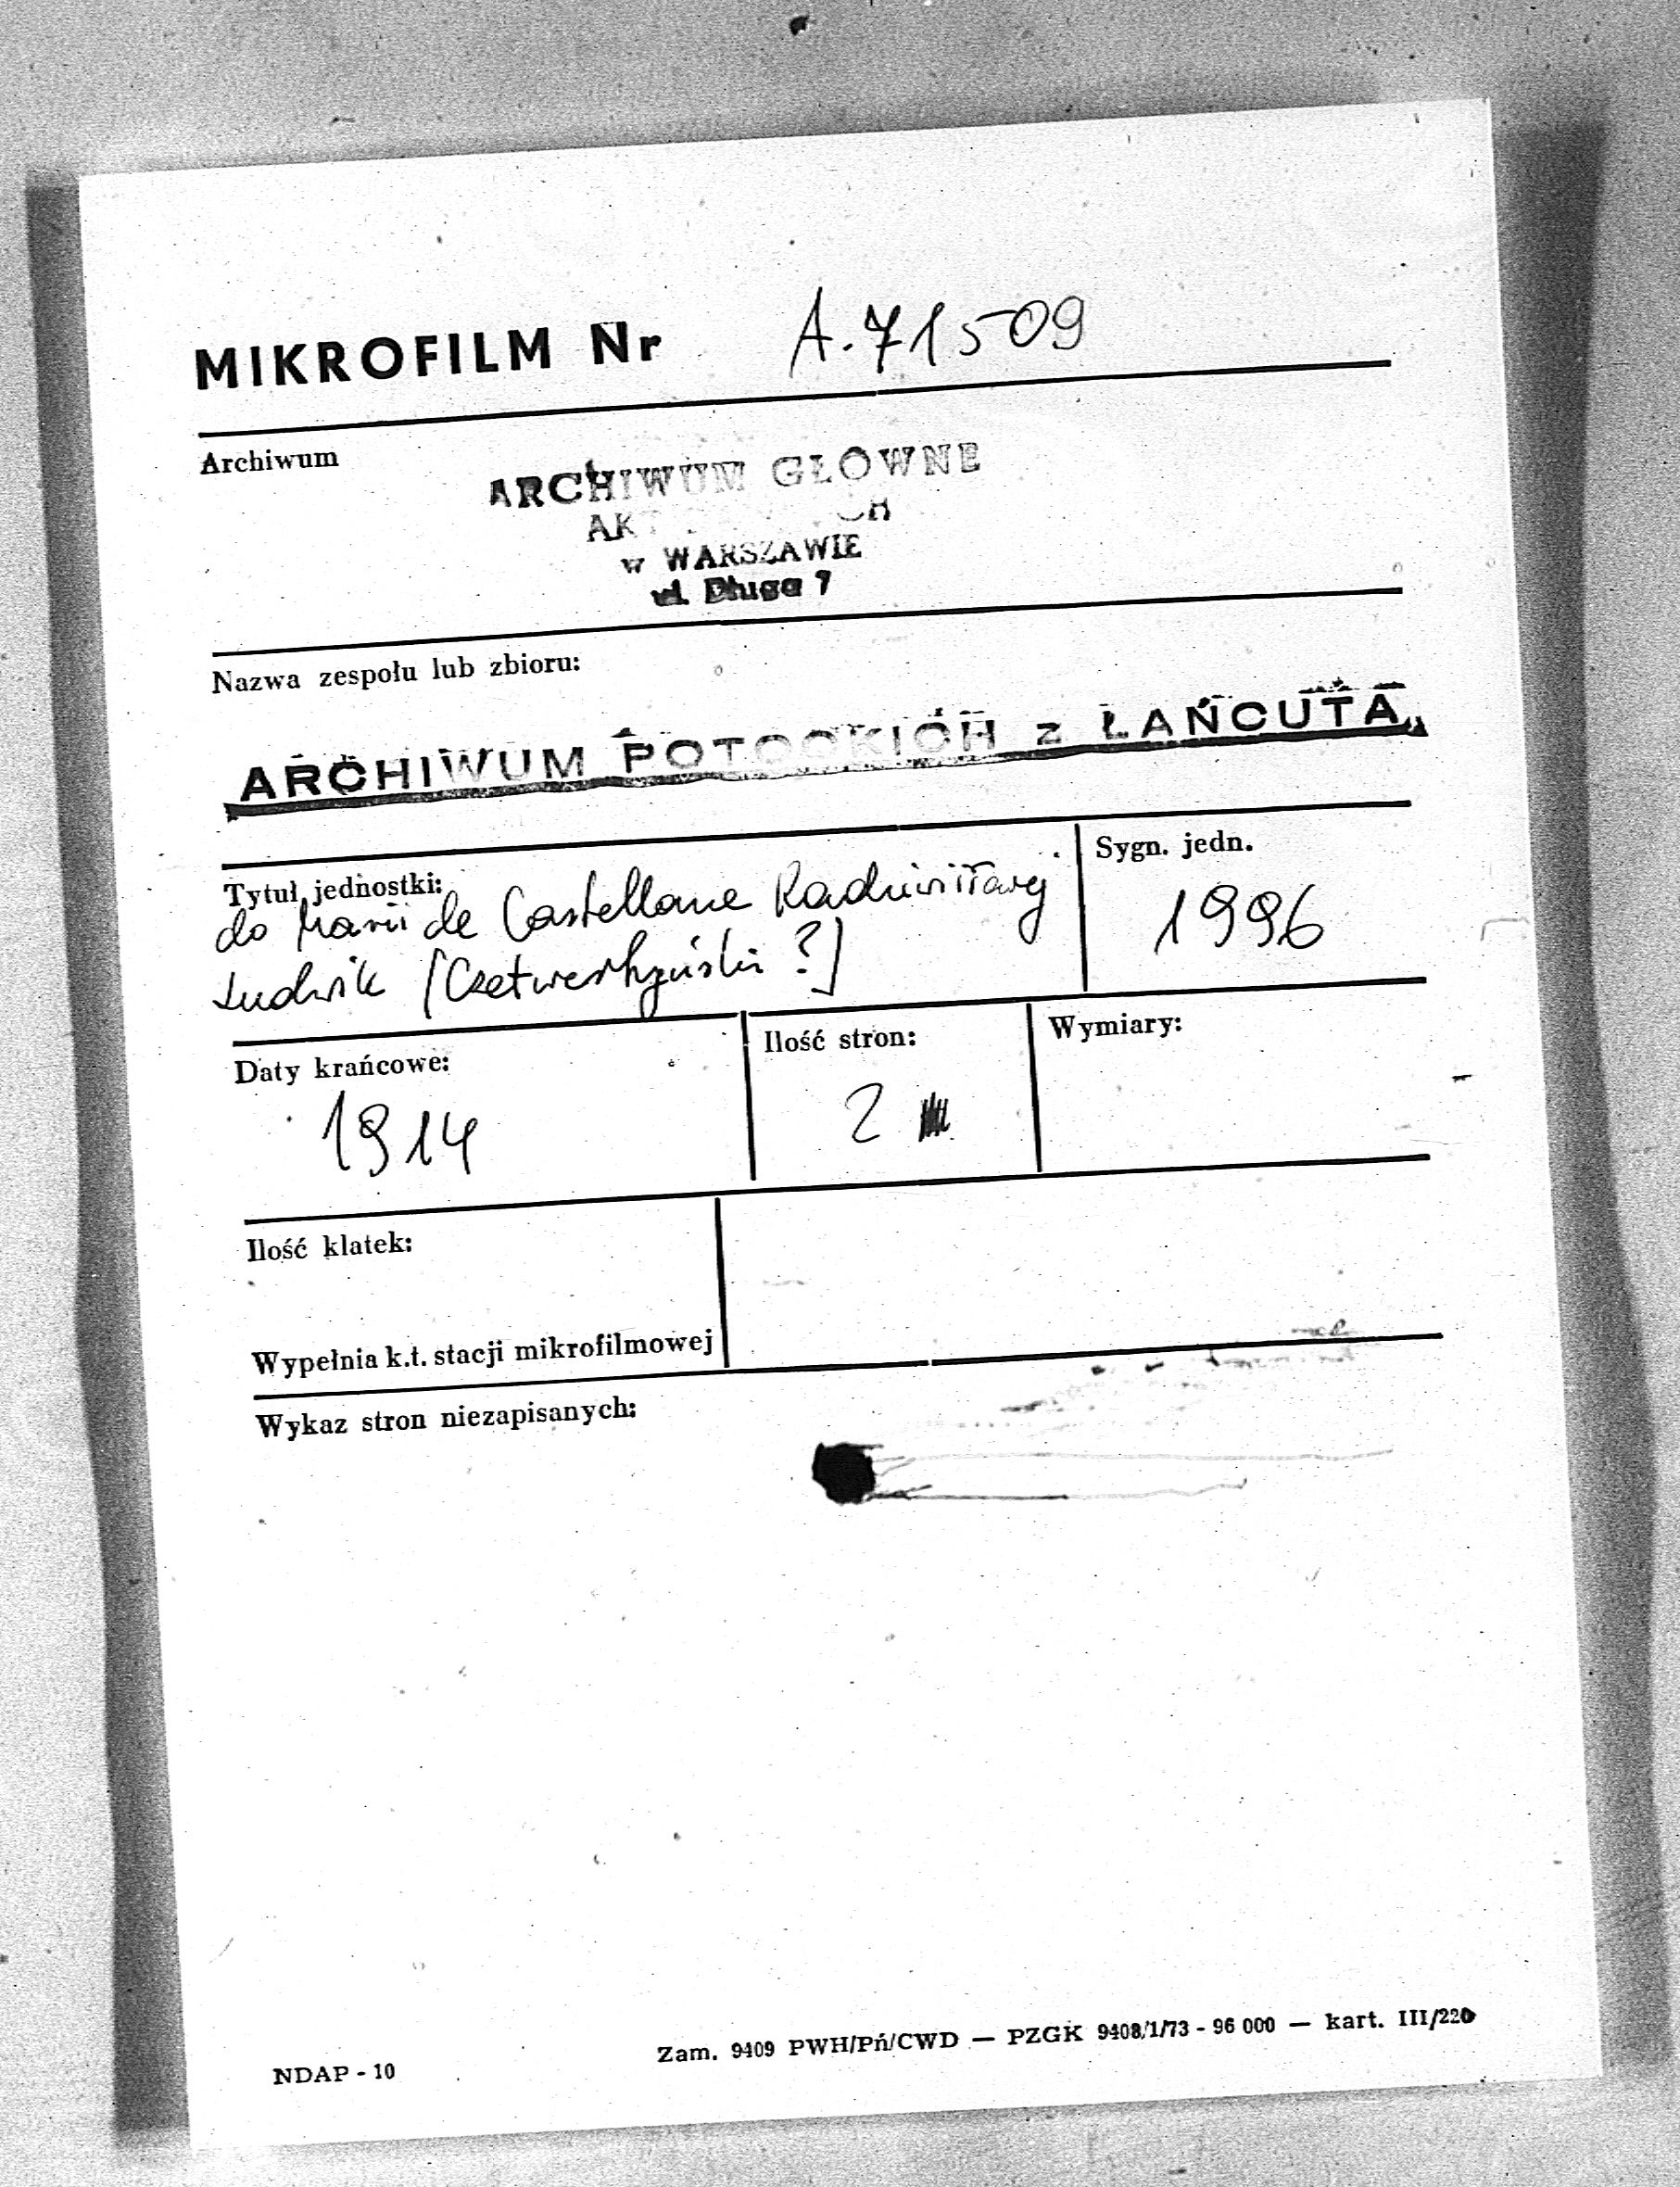 MIKROFILM Nr A.71509
Archiwum
ARCHIWUM GŁÓWNE
w WARSZAWIE
ul. Długa 7
Nazwa zespołu lub zbioru:
ARCHIWUM POTOCKICH z ŁAŃCUTA
Tytuł jednostki:
Sygn. jedn.
do Marii de Castellane Radziwiłłowej
1996
Ludwik [Czetwertyński ?]
Daty krańcowe:
Ilość stron:
Wymiary:
1914
2
Ilość klatek:
Wypełnia k.t. stacji mikrofilmowej
Wykaz stron niezapisanych:
NDAP - 10
Zam. 9409 PWH/Pń/CWD — PZGK 9408/1/73 - 96 000 — kart. III/220